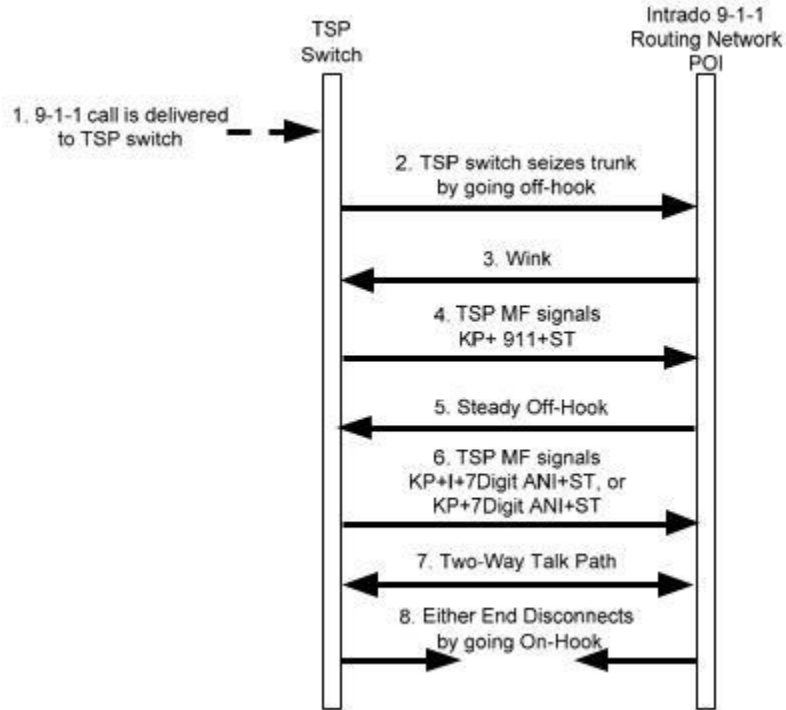 TSP
Switch
Intrado 9-1-1
Routing Network
POI
1. 9-1-1 call is delivered
to TSP switch
2. TSP switch seizes trunk
by going off-hook
3. Wink
4. TSP MF signals
KP+ 911+ST
5. Steady Off-Hook
6. TSP MF signals
KP+I+7Digit ANI+ST, or
KP+7Digit ANI+ST
7. Two-Way Talk Path
8. Either End Disconnects
by going On-Hook